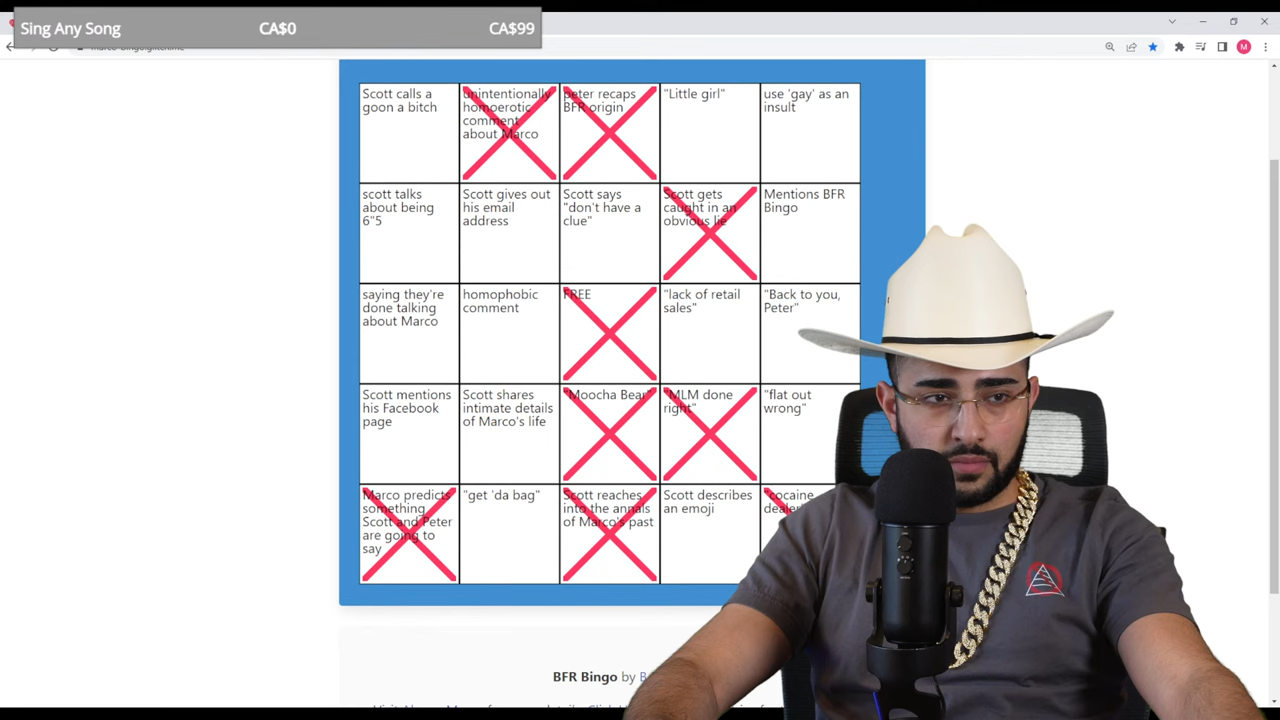 Sing Any Song CA$0 CA$99
M
Scott calls a
goon a bitch
unintentionally
homoerotic
comment
about Marco
peter recaps
BFR origin
"Little girl"
use 'gay' as an
insult
scott talks
about being
6"5
Scott gives out
his email
address
Scott says
"don't have a
clue"
Scott gets
caught in an
obvious lie
Mentions BFR
Bingo
saying they're
done talking
about Marco
homophobic
comment
FREE
"lack of retail
sales"
"Back to you,
Peter"
Scott mentions
his Facebook
page
Scott shares
intimate details
of Marco's life
"Moocha Bear"
"MLM done
right"
"flat out
wrong"
Marco predicts
something
Scott and Peter
are going to
say
"get 'da bag"
Scott reaches
into the annals
of Marco's past
Scott describes
an emoji
"cocaine
BFR Bingo by